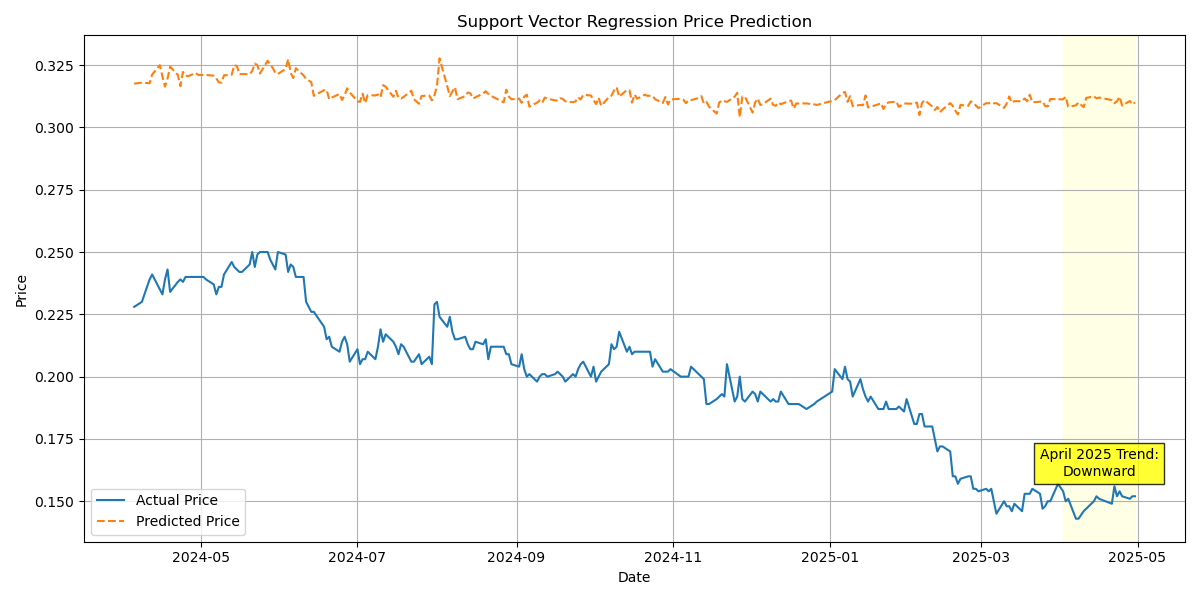 Support Vector Regression Price Prediction
Price
0.325
0.300
0.275
0.250
0.225
0.200
0.175
0.150
April 2025 Trend:
Downward
Actual Price
Predicted Price
2024-05
2024-07
2024-09
2024-11
2025-01
2025-03
2025-05
Date